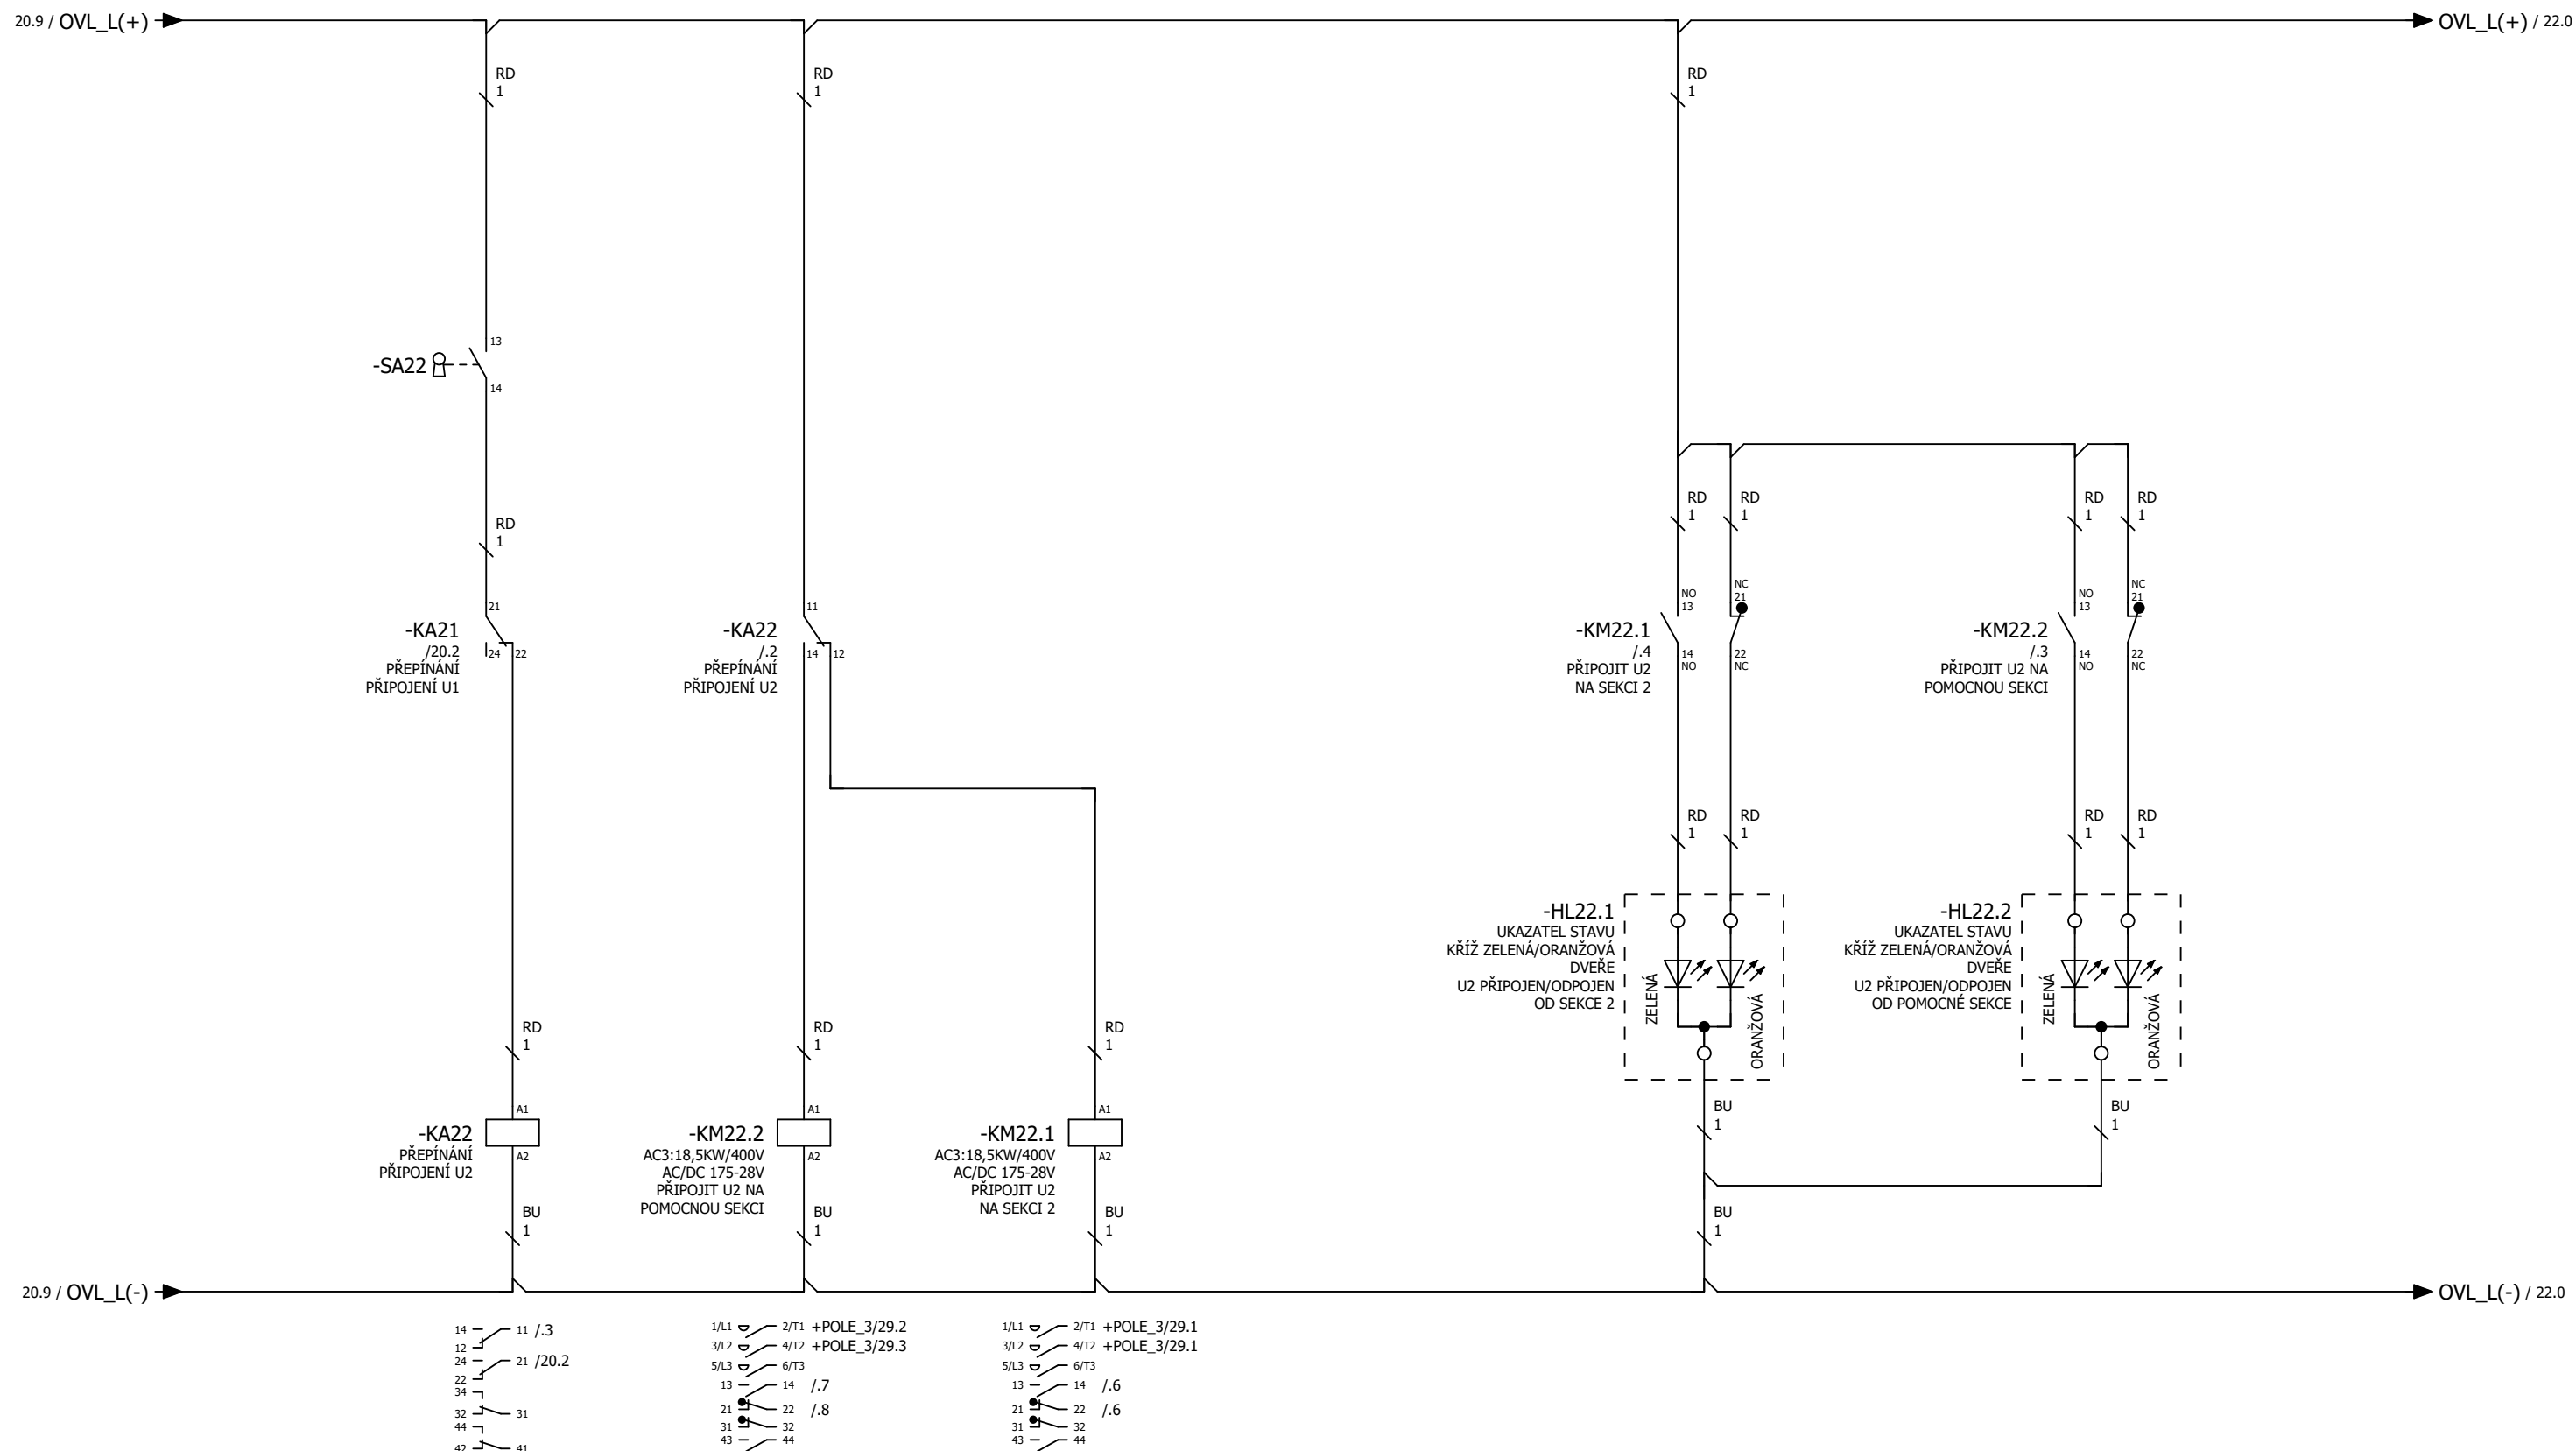 20.9 / OVL_L(+)
OVL_L(+) / 22.0
RD
1
RD
1
RD
1
13
-SA22
14
RD
1
RD
1
RD
1
RD
1
RD
1
21
-KA21
/20.2
24 22
PŘEPÍNÁNÍ
PŘIPOJENÍ U1
11
-KA22
/.2
14 12
PŘEPÍNÁNÍ
PŘIPOJENÍ U2
NO
13
NC
21
-KM22.1
/.4
PŘIPOJIT U2
NA SEKCI 2
14
NO
22
NC
NO
13
NC
21
-KM22.2
/.3
PŘIPOJIT U2 NA
POMOCNOU SEKCI
14
NO
22
NC
RD
1
RD
1
RD
1
RD
1
-HL22.1
UKAZATEL STAVU
KŘÍŽ ZELENÁ/ORANŽOVÁ
DVEŘE
U2 PŘIPOJEN/ODPOJEN
OD SEKCE 2
ZELENÁ
ORANŽOVÁ
-HL22.2
UKAZATEL STAVU
KŘÍŽ ZELENÁ/ORANŽOVÁ
DVEŘE
U2 PŘIPOJEN/ODPOJEN
OD POMOCNÉ SEKCE
ZELENÁ
ORANŽOVÁ
RD
1
RD
1
RD
1
A1
-KA22
PŘEPÍNÁNÍ
PŘIPOJENÍ U2
A2
A1
-KM22.2
AC3:18,5KW/400V
AC/DC 175-28V
PŘIPOJIT U2 NA
POMOCNOU SEKCI
A2
A1
-KM22.1
AC3:18,5KW/400V
AC/DC 175-28V
PŘIPOJIT U2
NA SEKCI 2
A2
BU
1
BU
1
BU
1
BU
1
BU
1
BU
1
20.9 / OVL_L(-)
OVL_L(-) / 22.0
14 11 /.3
12
24 21 /20.2
22
34
32 31
44
42 41
1/L1 2/T1 +POLE_3/29.2
3/L2 4/T2 +POLE_3/29.3
5/L3 6/T3
13 14 /.7
21 22 /.8
31 32
43 44
1/L1 2/T1 +POLE_3/29.1
3/L2 4/T2 +POLE_3/29.1
5/L3 6/T3
13 14 /.6
21 22 /.6
31 32
43 44